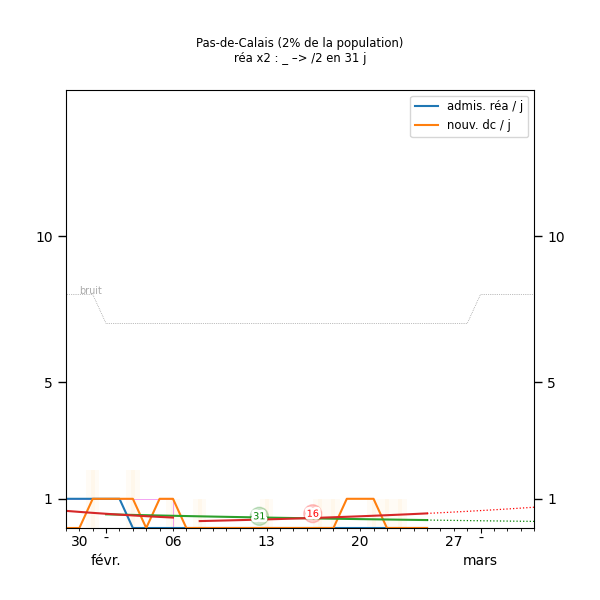 Pas-de-Calais (2% de la population)
réa x2 : _ –> /2 en 31 j
admis. réa / j
nouv. dc / j
10
10
bruit
5
5
1
1
31
16
30
-
06
13
20
27
-
févr.
mars